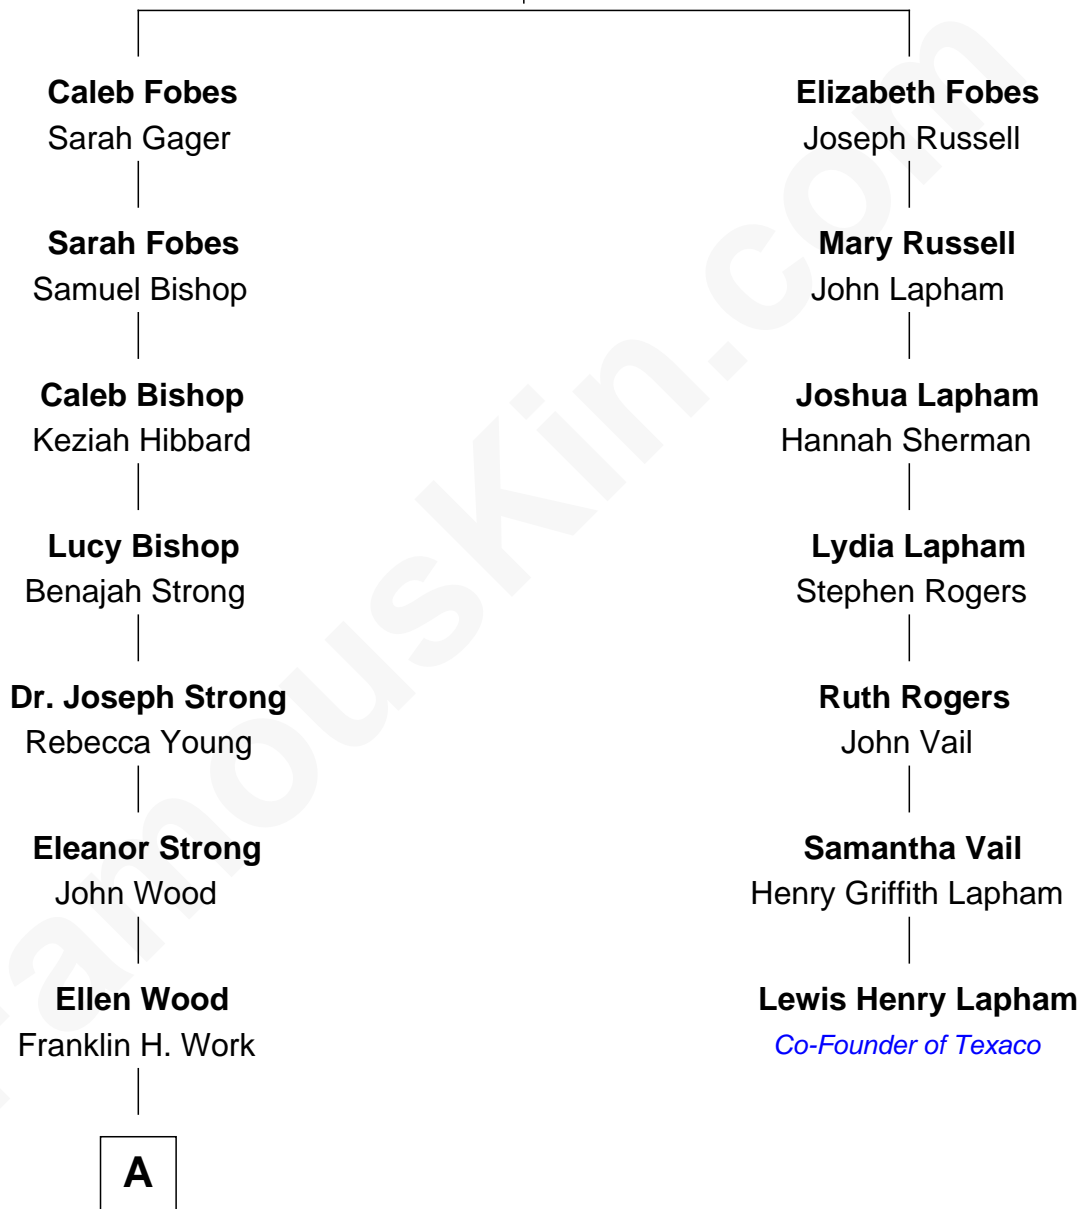 Caleb Fobes
Sarah Gager
Sarah Fobes
Samuel Bishop
Caleb Bishop
Keziah Hibbard
Lucy Bishop
Benajah Strong
Dr. Joseph Strong
Rebecca Young
Eleanor Strong
John Wood
Ellen Wood
Franklin H. Work
A
Elizabeth Fobes
Joseph Russell
Mary Russell
John Lapham
Joshua Lapham
Hannah Sherman
Lydia Lapham
Stephen Rogers
Ruth Rogers
John Vail
Samantha Vail
Henry Griffith Lapham
Lewis Henry Lapham
Co-Founder of Texaco
FamousKin.com